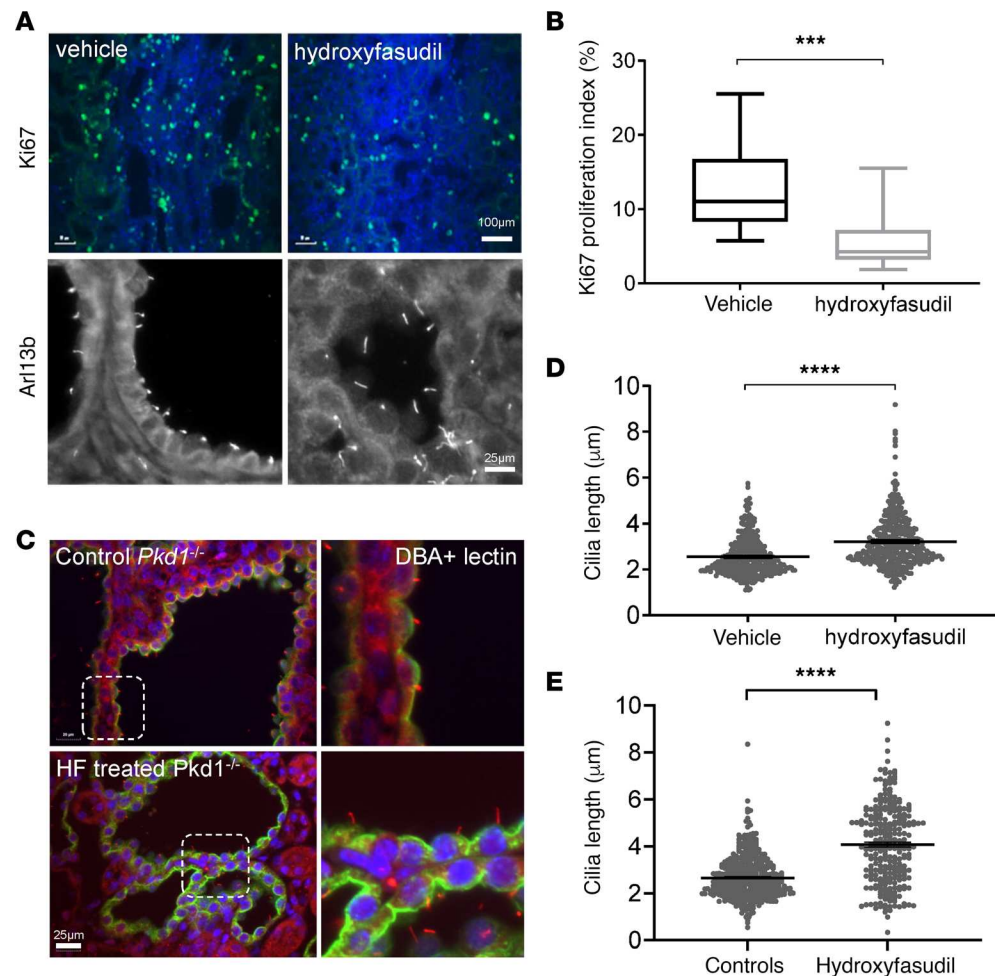 A
vehicle
hydroxyfasudil
Ki67
100µm
Arl13b
25µm
B
Ki67 proliferation index (%)
30
20
10
0
***
Vehicle
hydroxyfasudil
C
Control Pkd1-/-
DBA+ lectin
HF treated Pkd1-/-
25µm
D
Cilia length (µm)
10
8
6
4
2
0
****
Vehicle
hydroxyfasudil
E
Cilia length (µm)
10
8
6
4
2
0
****
Controls
Hydroxyfasudil